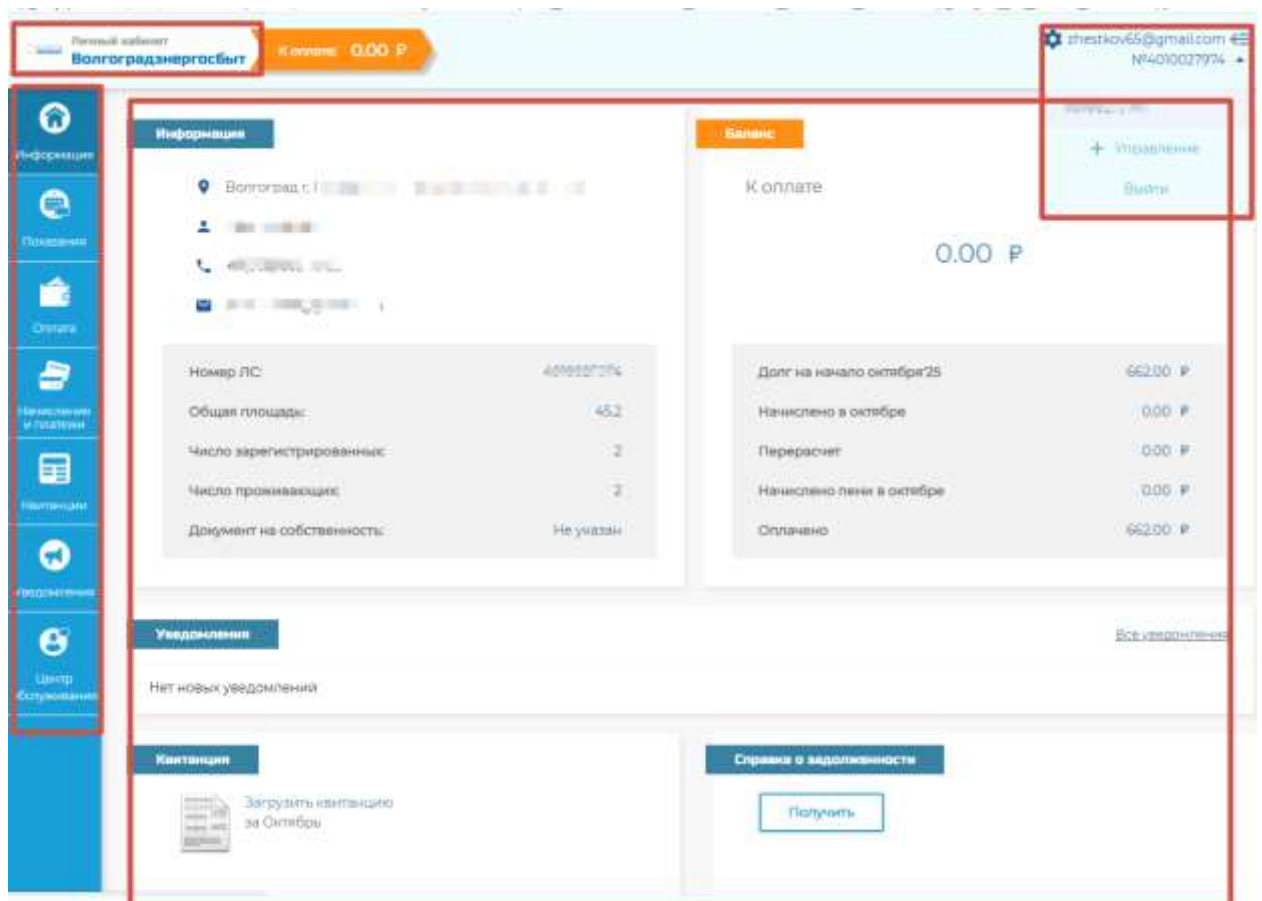 Личный кабинет
Волгоградэнергосбыт
К оплате: 0.00 ₽
zhestkov65@gmail.com
№4010027974
+ Управление
Выйти
Информация
Показания
Оплата
Начисления
и платежи
Квитанции
Уведомления
Центр
обслуживания
Информация
Волгоград г,
Номер ЛС:
Общая площадь: 45.2
Число зарегистрированных: 2
Число проживающих: 2
Документ на собственность: Не указан
Баланс
К оплате
0.00 ₽
Долг на начало октября'25 662.00 ₽
Начислено в октябре 0.00 ₽
Перерасчет 0.00 ₽
Начислено пени в октябре 0.00 ₽
Оплачено 662.00 ₽
Уведомления
Все уведомления
Нет новых уведомлений
Квитанция
Загрузить квитанцию
за Октябрь
Справка о задолженности
Получить